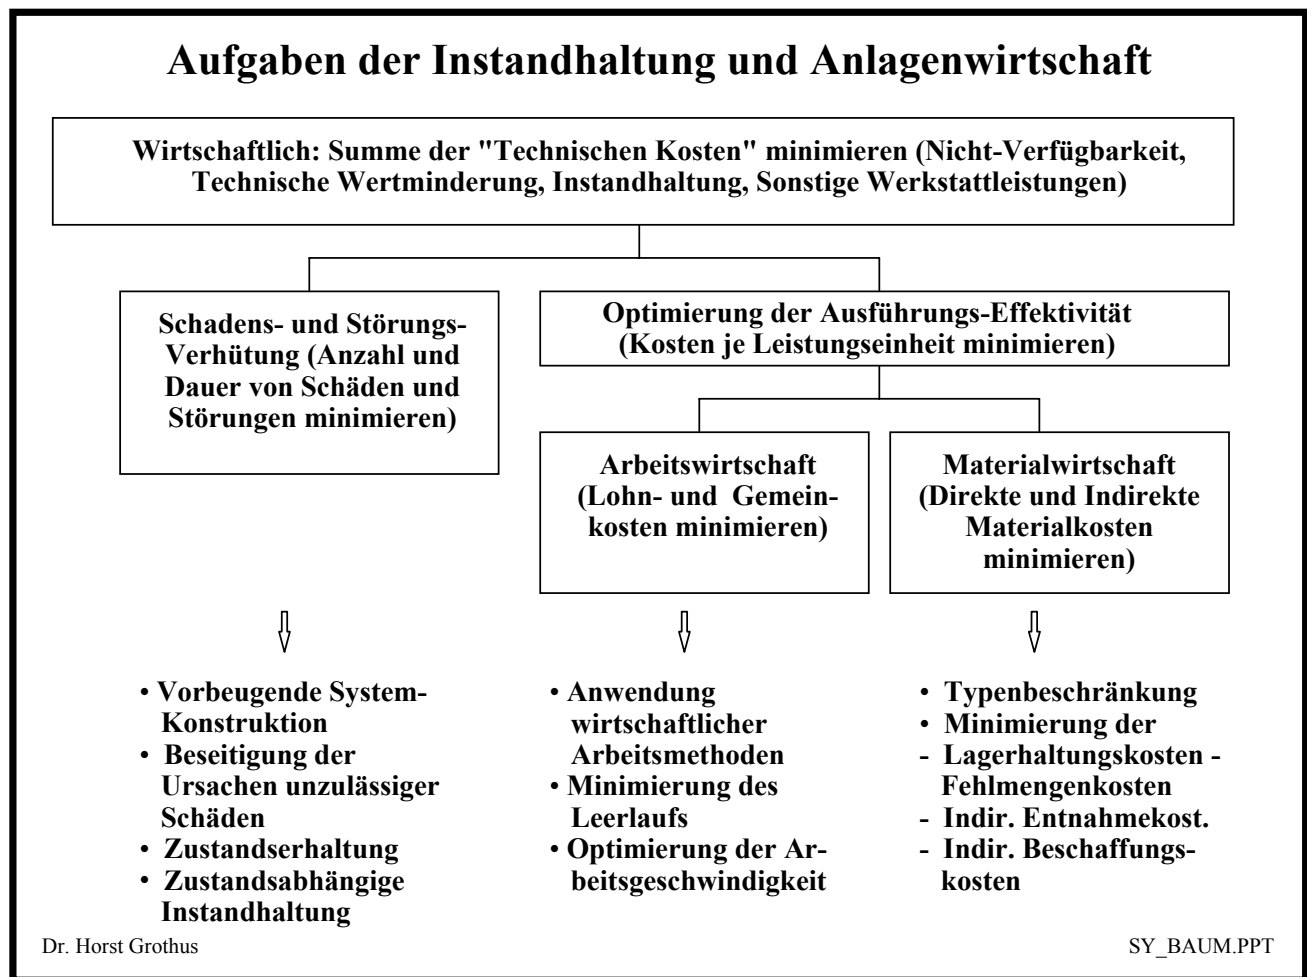 Aufgaben der Instandhaltung und Anlagenwirtschaft
Wirtschaftlich: Summe der "Technischen Kosten" minimieren (Nicht-Verfügbarkeit,
Technische Wertminderung, Instandhaltung, Sonstige Werkstattleistungen)
Schadens- und Störungs-
Verhütung (Anzahl und
Dauer von Schäden und
Störungen minimieren)
Optimierung der Ausführungs-Effektivität
(Kosten je Leistungseinheit minimieren)
Arbeitswirtschaft
(Lohn- und Gemein-
kosten minimieren)
Materialwirtschaft
(Direkte und Indirekte
Materialkosten
minimieren)
• Vorbeugende System-
Konstruktion
• Beseitigung der
Ursachen unzulässiger
Schäden
• Zustandserhaltung
• Zustandsabhängige
Instandhaltung
• Anwendung
wirtschaftlicher
Arbeitsmethoden
• Minimierung des
Leerlaufs
• Optimierung der Ar-
beitsgeschwindigkeit
• Typenbeschränkung
• Minimierung der
- Lagerhaltungskosten -
Fehlmengenkosten
- Indir. Entnahmekost.
- Indir. Beschaffungs-
kosten
Dr. Horst Grothus
SY_BAUM.PPT